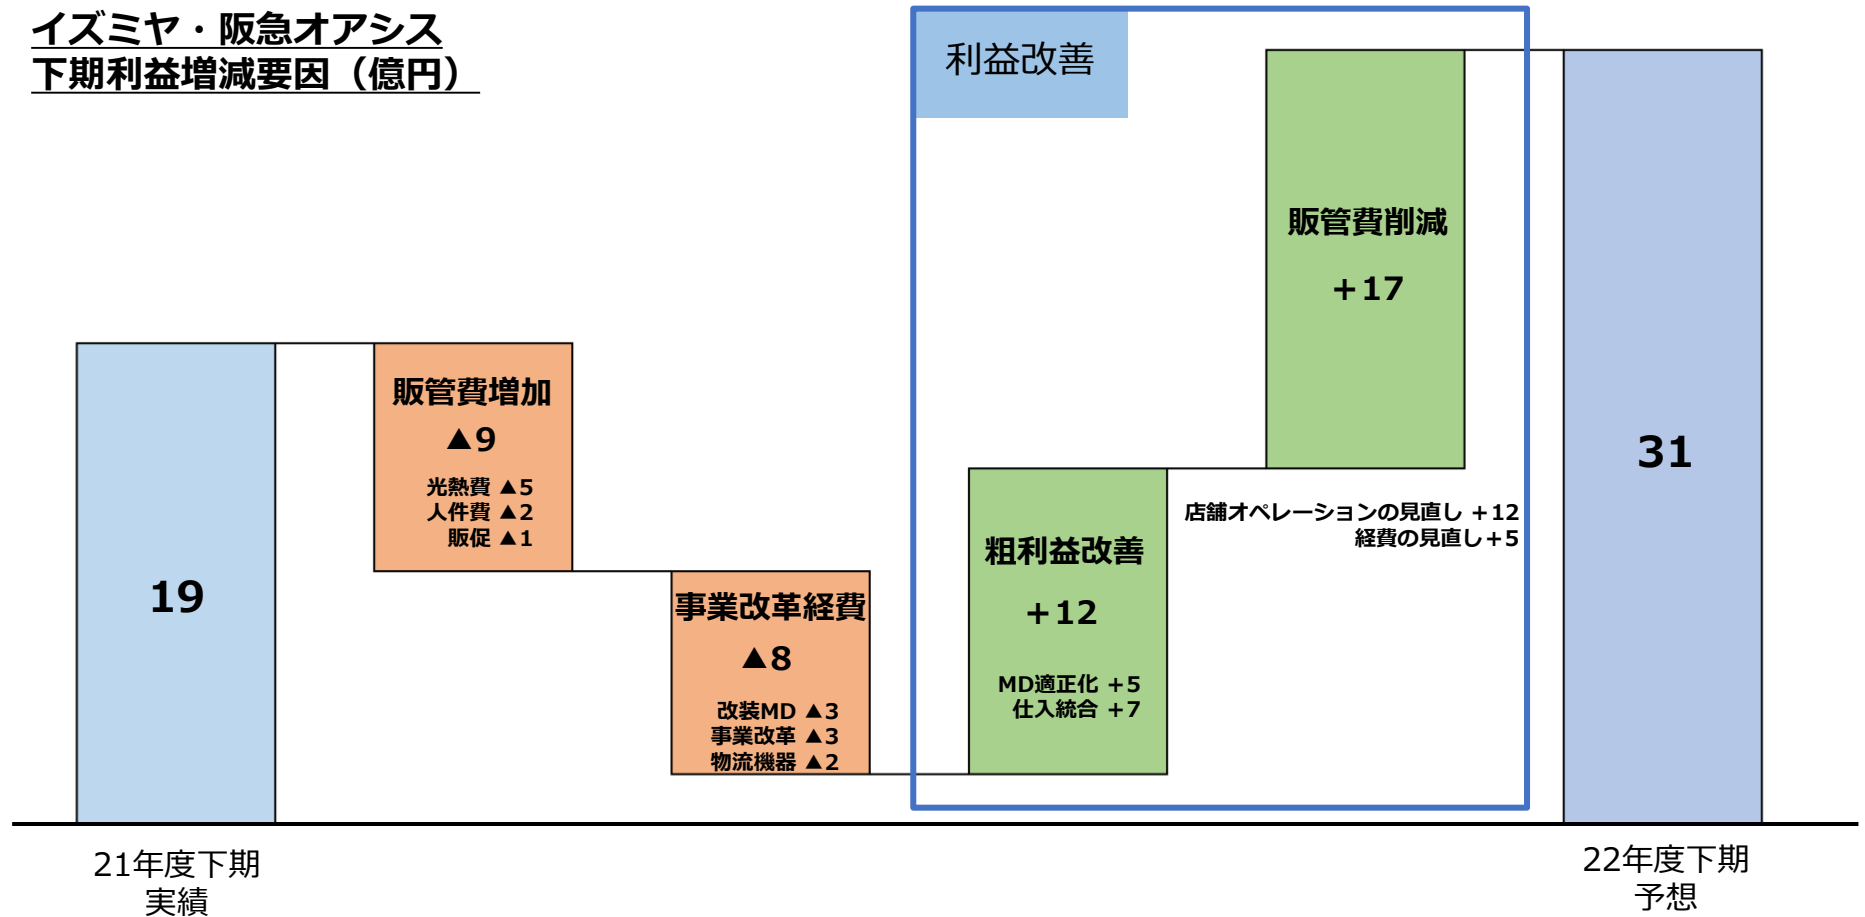 イズミヤ・阪急オアシス
下期利益増減要因（億円）
利益改善
19
販管費増加
▲9
光熱費 ▲5
人件費 ▲2
販促 ▲1
事業改革経費
▲8
改装MD ▲3
事業改革 ▲3
物流機器 ▲2
粗利益改善
＋12
MD適正化 +5
仕入統合 +7
販管費削減
＋17
店舗オペレーションの見直し +12
経費の見直し+5
31
21年度下期
実績
22年度下期
予想